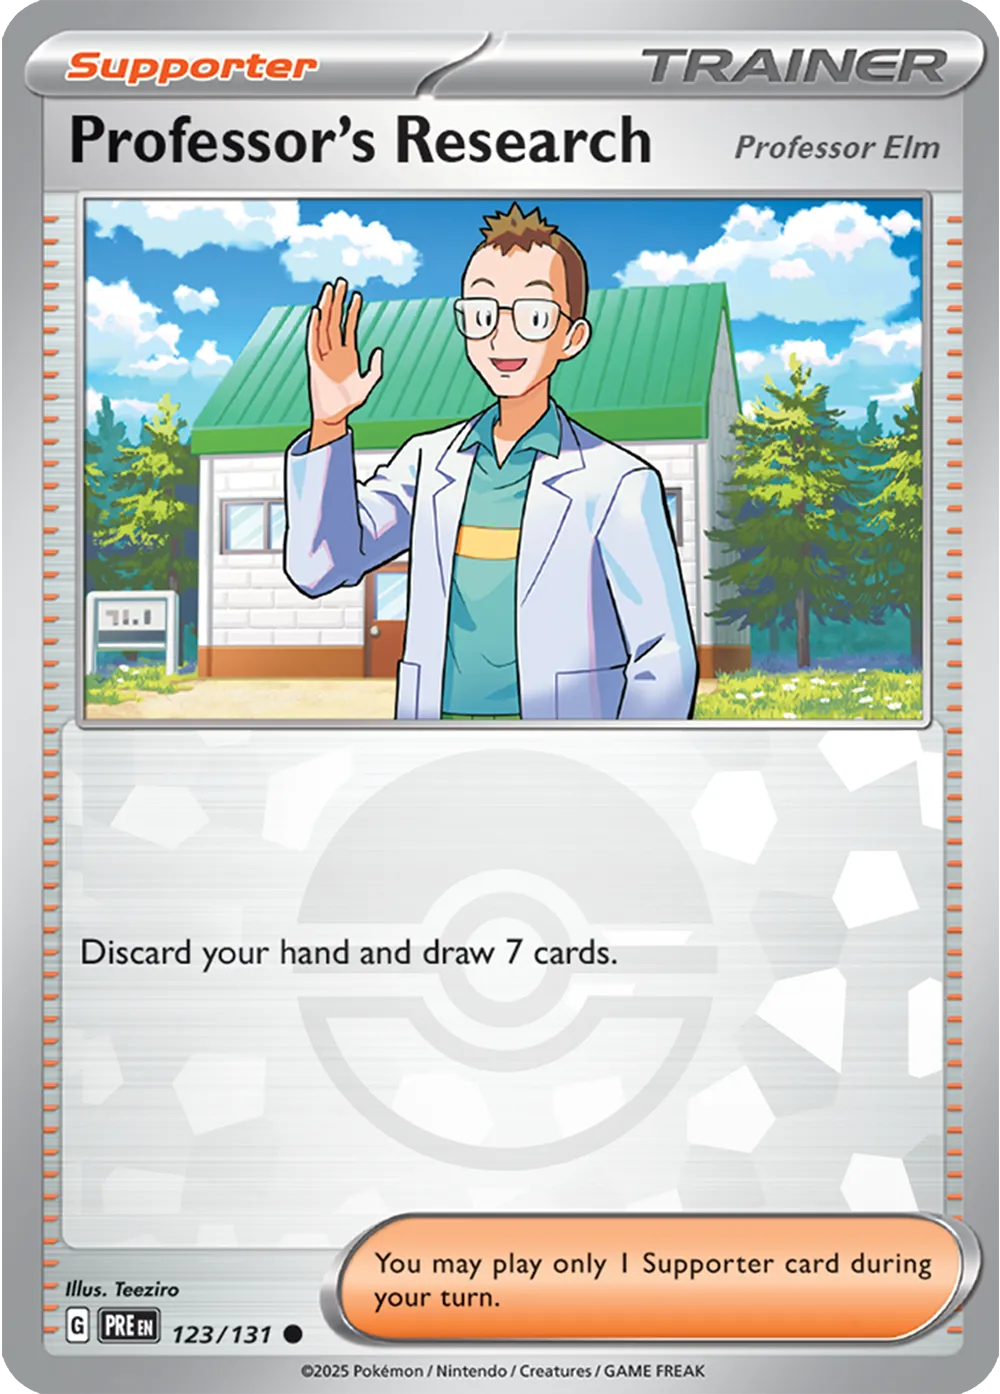 Supporter
TRAINER
Professor's Research
Professor Elm
Discard your hand and draw 7 cards.
You may play only 1 Supporter card during
your turn.
Illus. Teeziro
G PRE EN 123/131
©2025 Pokémon / Nintendo / Creatures / GAME FREAK